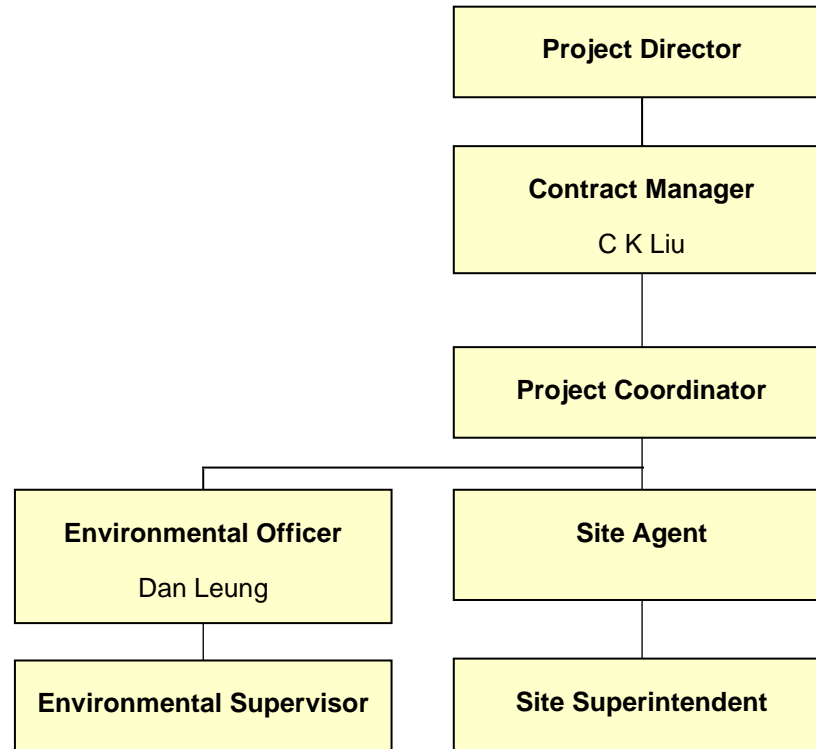 Project Director
Contract Manager
C K Liu
Project Coordinator
Environmental Officer
Dan Leung
Site Agent
Environmental Supervisor
Site Superintendent